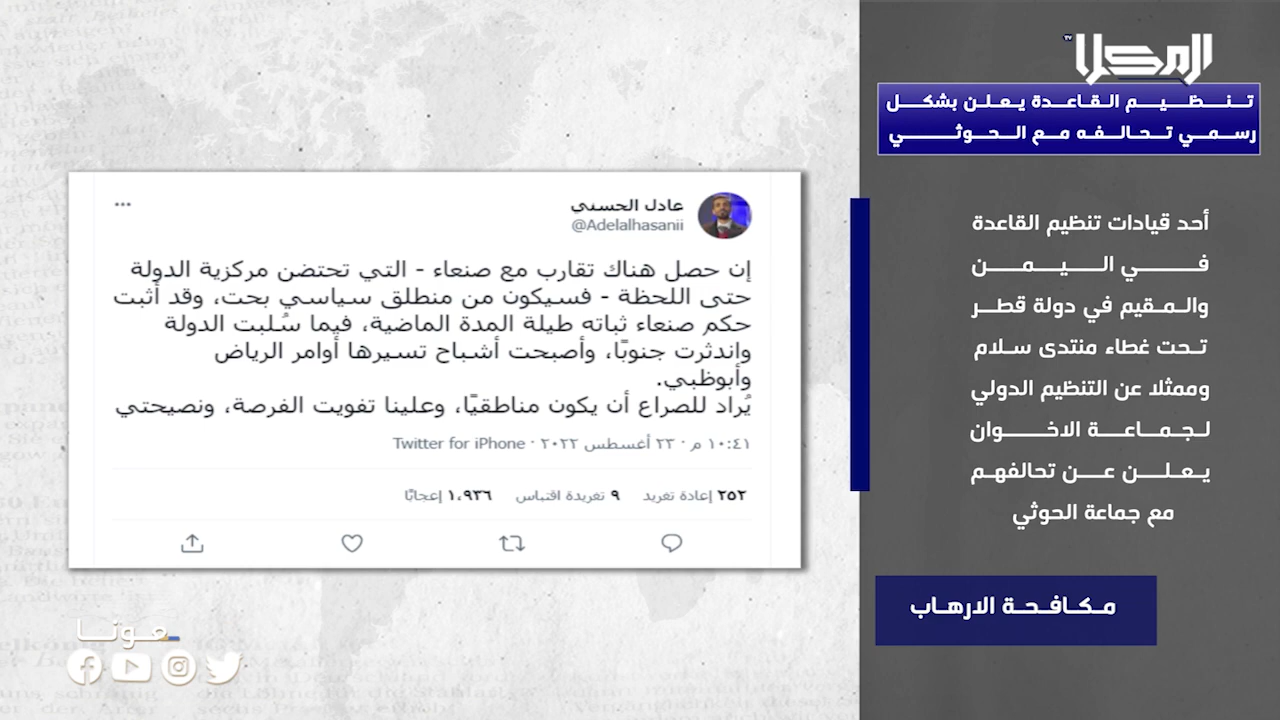 المكلا
TV
تنظيم القاعدة يعلن بشكل
رسمي تحالفه مع الحوثي
أحد قيادات تنظيم القاعدة
في اليمن
والمقيم في دولة قطر
تحت غطاء منتدى سلام
وممثلا عن التنظيم الدولي
لجماعة الاخوان
يعلن عن تحالفهم
مع جماعة الحوثي
مكافحة الارهاب
عادل الحسني
@Adelalhasanii
إن حصل هناك تقارب مع صنعاء - التي تحتضن مركزية الدولة
حتى اللحظة - فسيكون من منطلق سياسي بحت، وقد أثبت
حكم صنعاء ثباته طيلة المدة الماضية، فيما سُلبت الدولة
واندثرت جنوبًا، وأصبحت أشباح تسيرها أوامر الرياض
وأبوظبي.
يُراد للصراع أن يكون مناطقيًا، وعلينا تفويت الفرصة، ونصيحتي
١٠:٤١ م · ٢٣ أغسطس ٢٠٢٢ · Twitter for iPhone
٢٥٢ إعادة تغريد ٩ تغريدة اقتباس ١،٩٣٦ إعجابًا